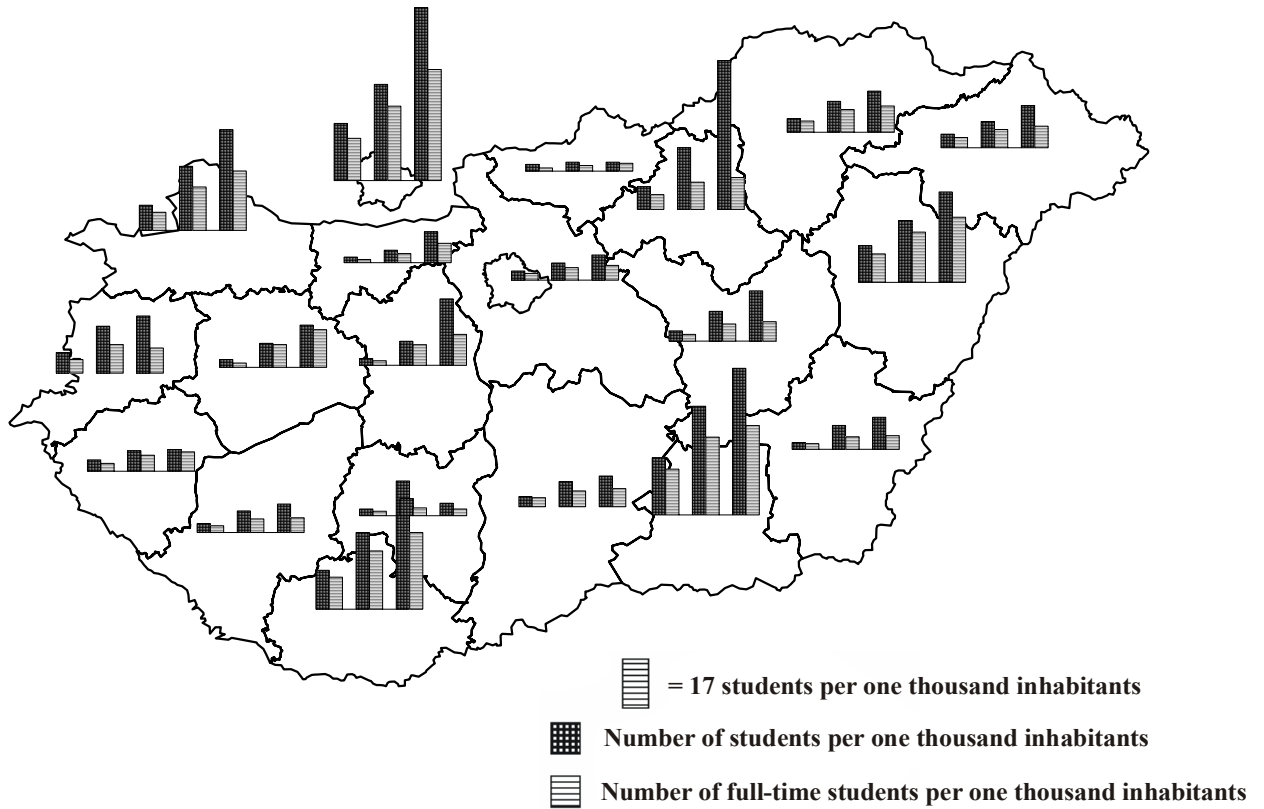 = 17 students per one thousand inhabitants
Number of students per one thousand inhabitants
Number of full-time students per one thousand inhabitants